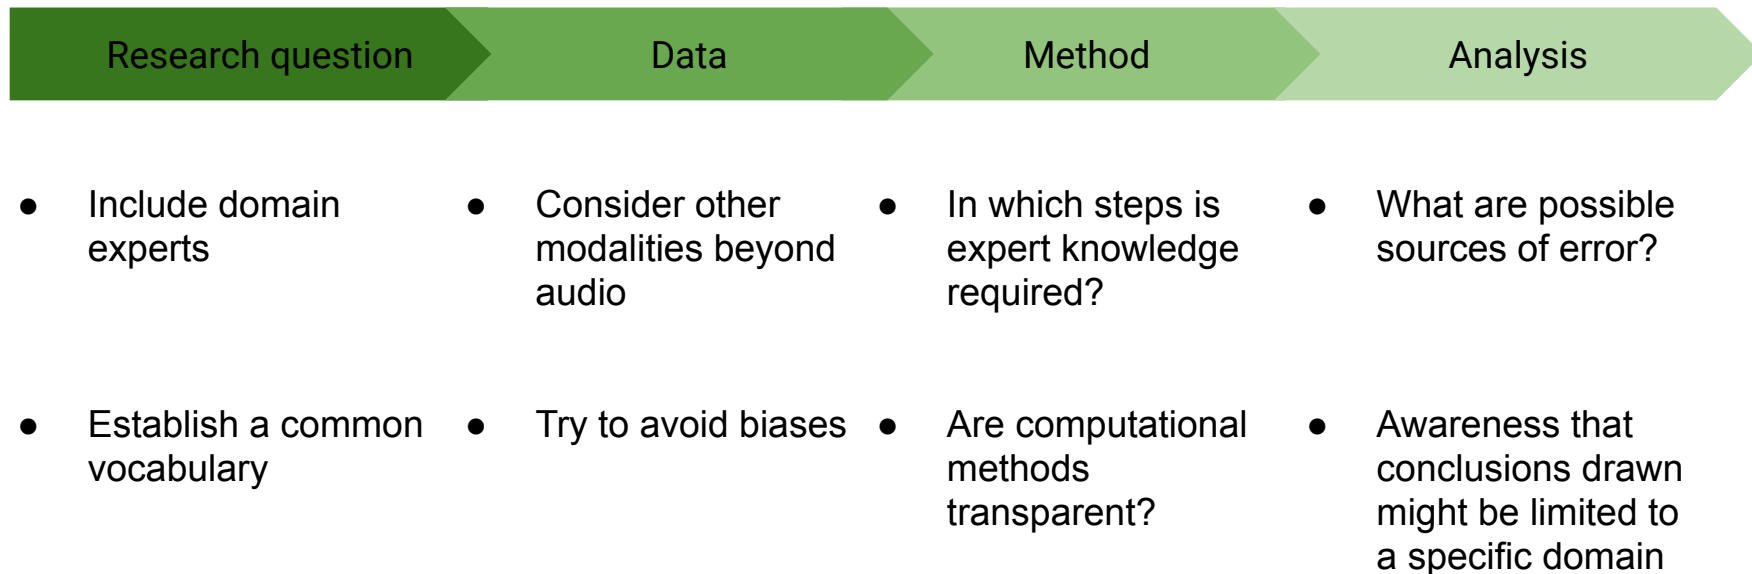 Research question
Data
Method
Analysis
● Include domain
experts
● Establish a common
vocabulary
● Consider other
modalities beyond
audio
● Try to avoid biases
● In which steps is
expert knowledge
required?
● Are computational
methods
transparent?
● What are possible
sources of error?
● Awareness that
conclusions drawn
might be limited to
a specific domain